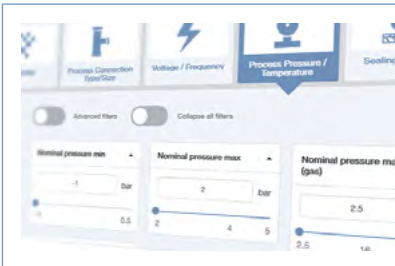 Process Connection
Type/Size
Voltage / Frequency
Process Pressure /
Temperature
Sealing
Advanced filters
Collapse all filters
Nominal pressure min
-1
bar
-1
0.5
Nominal pressure max
2
bar
2
4
5
Nominal pressure ma
(gas)
2.5
2.5
16